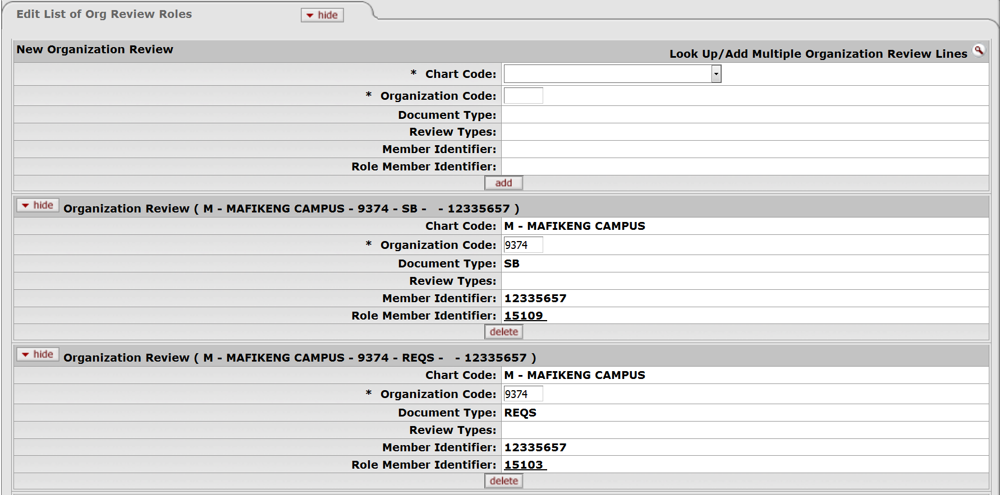 Edit List of Org Review Roles hide
New Organization Review Look Up/Add Multiple Organization Review Lines
* Chart Code:
* Organization Code:
Document Type:
Review Types:
Member Identifier:
Role Member Identifier:
add
hide Organization Review ( M - MAFIKENG CAMPUS - 9374 - SB - - 12335657 )
Chart Code: M - MAFIKENG CAMPUS
* Organization Code: 9374
Document Type: SB
Review Types:
Member Identifier: 12335657
Role Member Identifier: 15109
delete
hide Organization Review ( M - MAFIKENG CAMPUS - 9374 - REQS - - 12335657 )
Chart Code: M - MAFIKENG CAMPUS
* Organization Code: 9374
Document Type: REQS
Review Types:
Member Identifier: 12335657
Role Member Identifier: 15103
delete